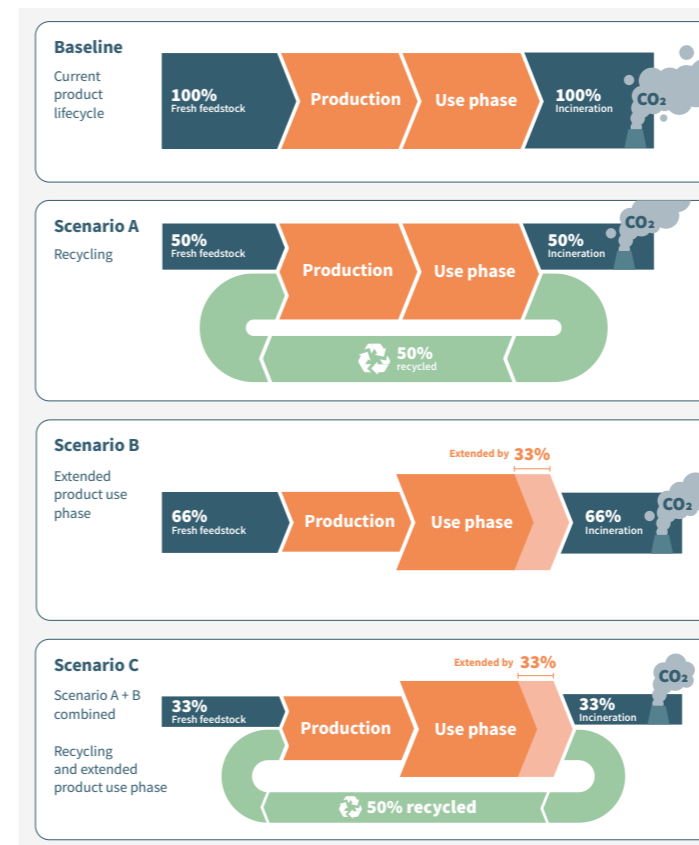 Baseline
Current
product
lifecycle
100%
Fresh feedstock
Production
Use phase
100%
Incineration
CO₂
Scenario A
Recycling
50%
Fresh feedstock
Production
Use phase
50%
Incineration
CO₂
50%
recycled
Scenario B
Extended
product use
phase
Extended by 33%
66%
Fresh feedstock
Production
Use phase
66%
Incineration
CO₂
Scenario C
Scenario A + B
combined
Recycling
and extended
product use phase
Extended by 33%
33%
Fresh feedstock
Production
Use phase
33%
Incineration
CO₂
50% recycled